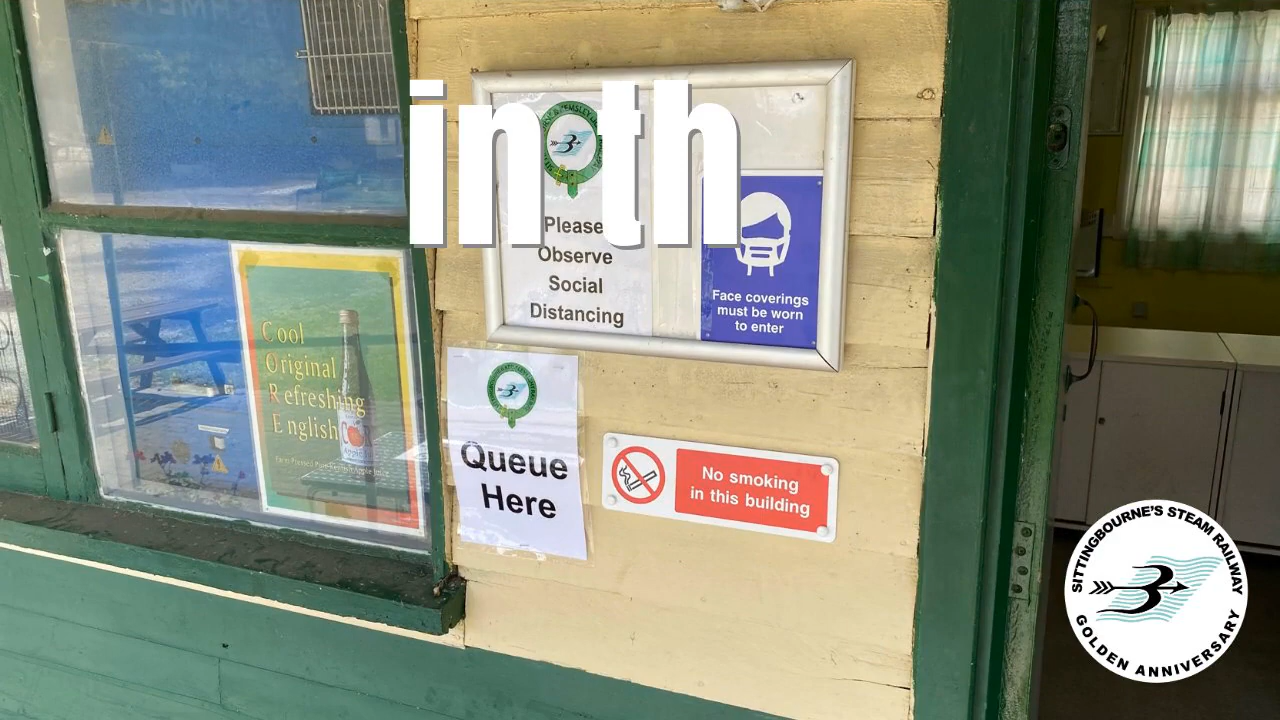 in th
Please
Observe
Social
Distancing
Face coverings
must be worn
to enter
Cool
Original
Refreshing
English
Queue
Here
No smoking
in this building
SITTINGBOURNE'S STEAM RAILWAY
GOLDEN ANNIVERSARY